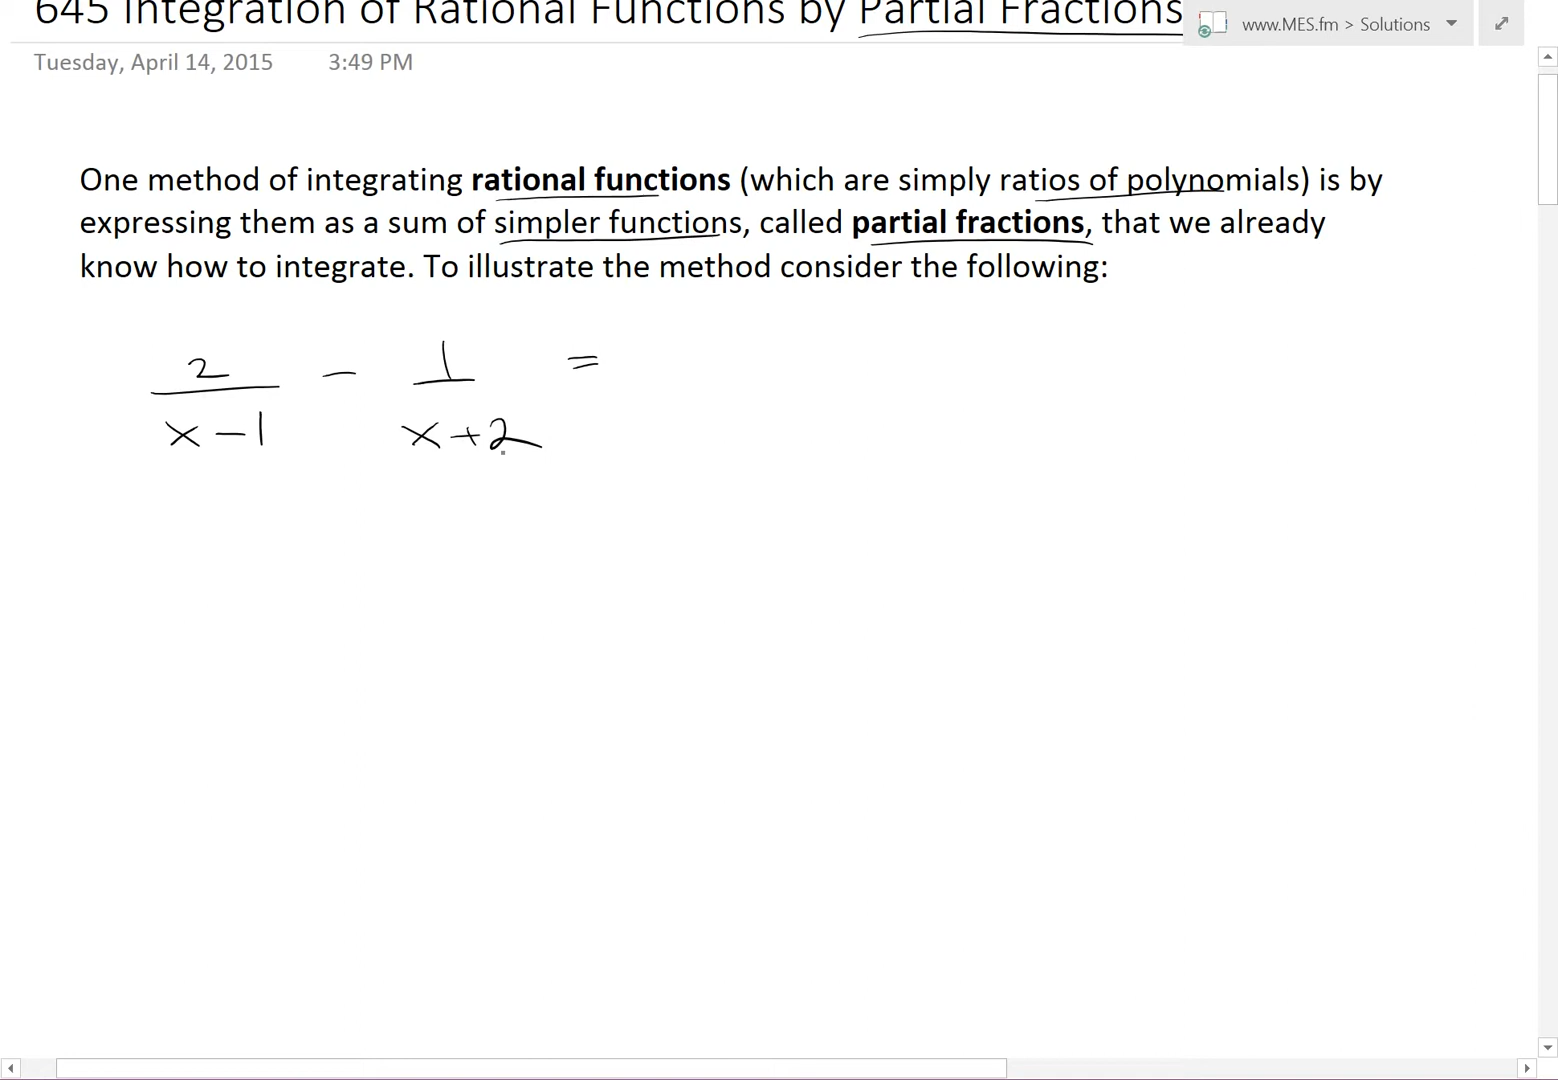 645 Integration of Rational Functions by Partial Fractions
www.MES.fm > Solutions
Tuesday, April 14, 2015 3:49 PM
One method of integrating rational functions (which are simply ratios of polynomials) is by
expressing them as a sum of simpler functions, called partial fractions, that we already
know how to integrate. To illustrate the method consider the following:
2 - 1 =
x-1 x+2